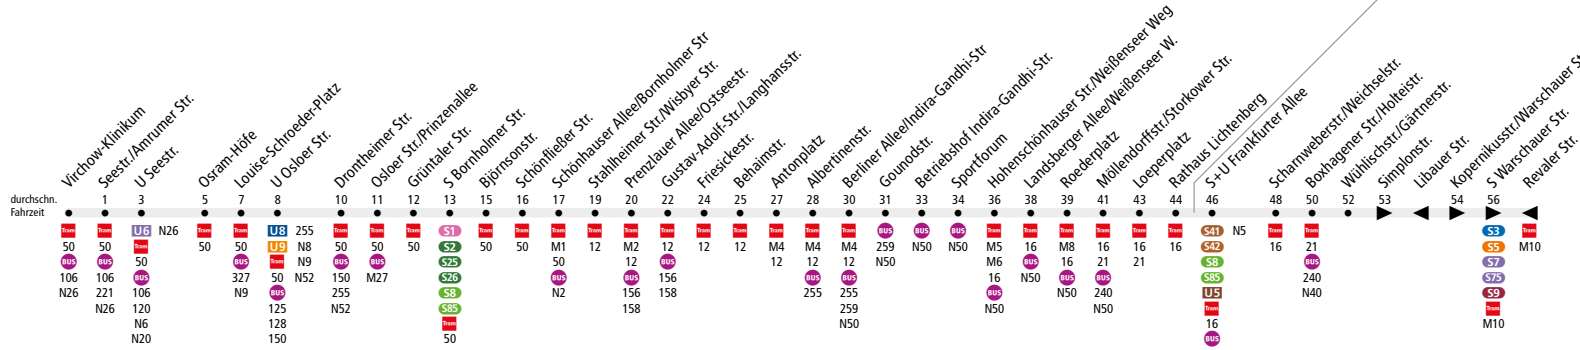 Virchow-Klinikum
Seestr./Amrumer Str.
U Seestr.
Osram-Höfe
Louise-Schroeder-Platz
U Osloer Str.
Drontheimer Str.
Osloer Str./Prinzenallee
Grüntaler Str.
S Bornholmer Str.
Björnsonstr.
Schönfließer Str.
Schönhauser Allee/Bornholmer Str
Stahlheimer Str./Wisbyer Str.
Prenzlauer Allee/Ostseestr.
Gustav-Adolf-Str./Langhansstr.
Friesickestr.
Behaimstr.
Antonplatz
Albertinenstr.
Berliner Allee/Indira-Gandhi-Str
Gounodstr.
Betriebshof Indira-Gandhi-Str.
Sportforum
Hohenschönhauser Str./Weißenseer Weg
Landsberger Allee/Weißenseer W.
Roederplatz
Möllendorffstr./Storkower Str.
Loeperplatz
Rathaus Lichtenberg
S+U Frankfurter Allee
Scharnweberstr./Weichselstr.
Boxhagener Str./Holteistr.
Wühlischstr./Gärtnerstr.
Simplonstr.
Libauer Str.
Kopernikusstr./Warschauer St
S Warschauer Str.
Revaler Str.
durchschn. 1 3 5 7 8 10 11 12 13 15 16 17 19 20 22 24 25 27 28 30 31 33 34 36 38 39 41 43 44 46 48 50 52 53 54 56
Fahrzeit
Tram
50
BUS
106
N26
Tram
50
BUS
106
221
N26
U6 N26
Tram
50
BUS
106
120
N6
N20
Tram
50
Tram
50
BUS
327
N9
U8 255
U9 N8
Tram N9
50 N52
BUS
125
128
150
Tram
50
BUS
150
255
N52
Tram
50
BUS
M27
Tram
50
S1
S2
S25
S26
S8
S85
Tram
50
Tram
50
Tram
50
Tram
M1
50
BUS
N2
Tram
12
Tram
M2
12
BUS
156
158
Tram
12
BUS
156
158
Tram
12
Tram
12
Tram
M4
12
Tram
M4
12
BUS
255
Tram
M4
12
BUS
255
259
N50
BUS
259
N50
BUS
N50
BUS
N50
Tram
M5
M6
16
BUS
N50
Tram
16
BUS
N50
Tram
M8
16
BUS
N50
Tram
16
21
BUS
240
N50
Tram
16
21
Tram
16
S41 N5
S42
S8
S85
U5
Tram
16
BUS
Tram
16
Tram
21
BUS
240
N40
S3
S5
S7
S75
S9
Tram
M10
Tram
M10